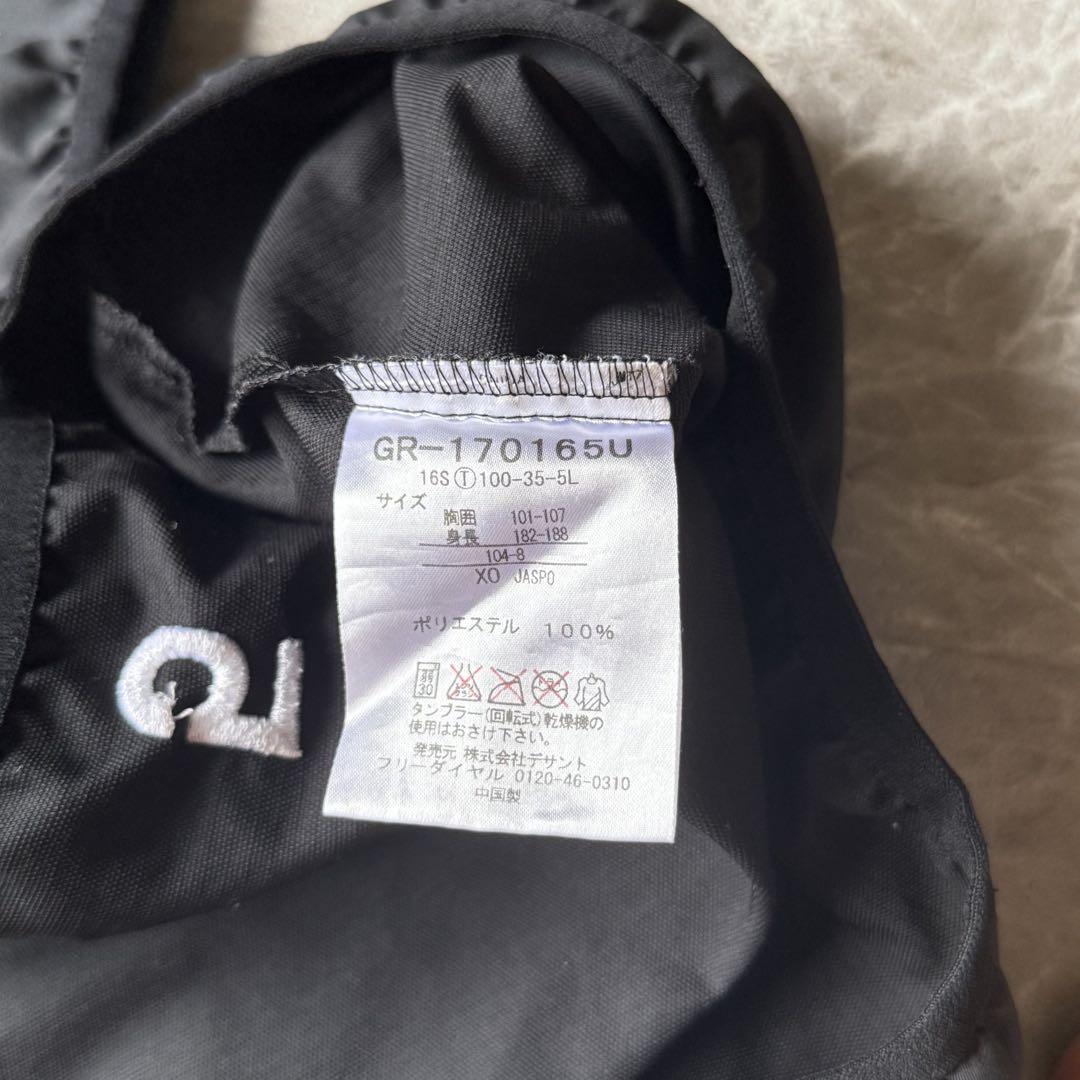 GR-170165U
16SⓉ100-35-5L
サイズ
胸囲 101-107
身長 182-188
104-8
XO JASPO
ポリエステル 100%
弱
30
タンブラー(回転式)乾燥機の
使用はおさけ下さい。
発売元 株式会社デサント
フリーダイヤル 0120-46-0310
中国製